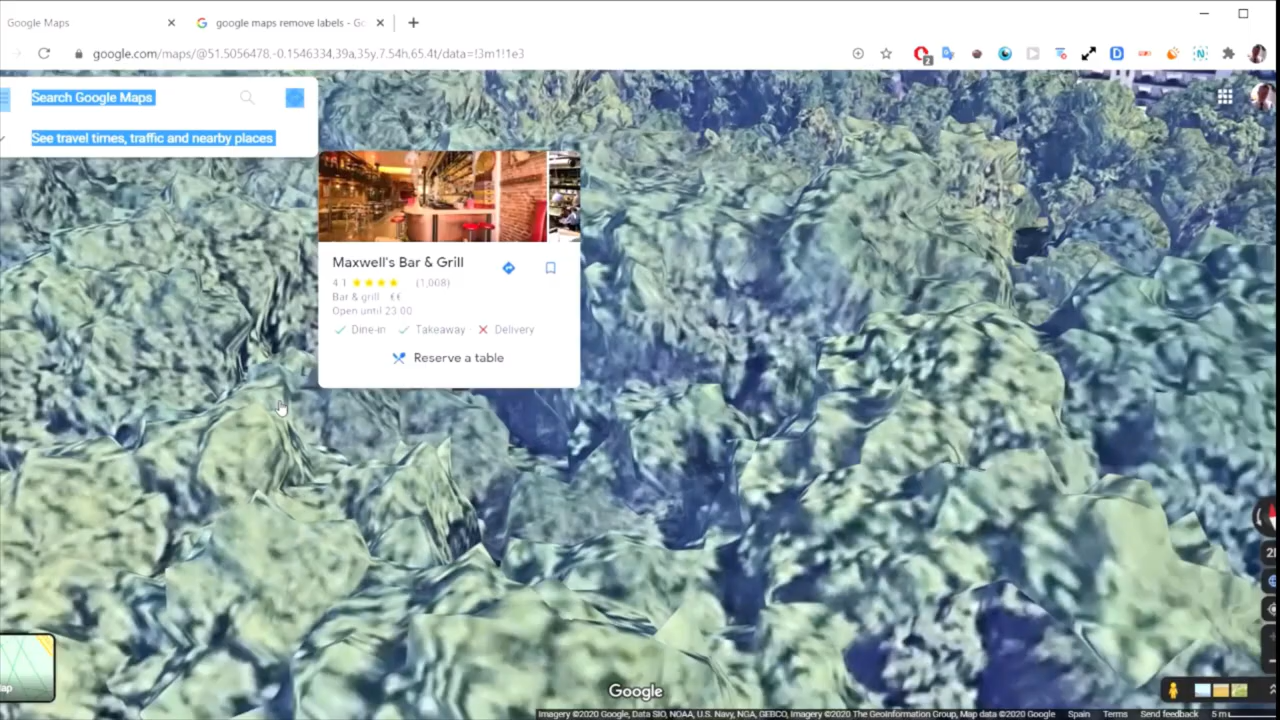 Google Maps
google maps remove labels - Go
google.com/maps/@51.5056478,-0.1546334,39a,35y,7.54h,65.4t/data=!3m1!1e3
2
Search Google Maps
See travel times, traffic and nearby places
Maxwell's Bar & Grill
4.1 (1,008)
Bar & grill €€
Open until 23:00
Dine-in Takeaway Delivery
Reserve a table
2D
ap
Google
Imagery ©2020 Google, Data SIO, NOAA, U.S. Navy, NGA, GEBCO, Imagery ©2020 The GeoInformation Group, Map data ©2020 Google Spain Terms Send feedback 5 m